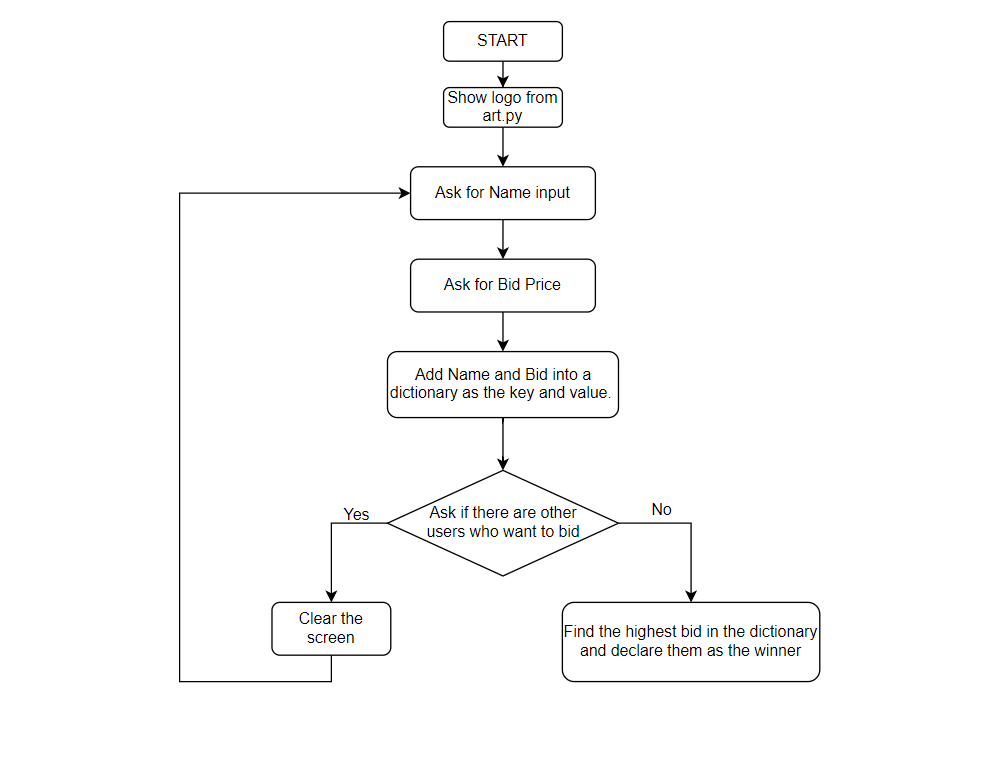 START
Show logo from
art.py
Ask for Name input
Ask for Bid Price
Add Name and Bid into a
dictionary as the key and value.
Ask if there are other
users who want to bid
Yes
No
Clear the
screen
Find the highest bid in the dictionary
and declare them as the winner